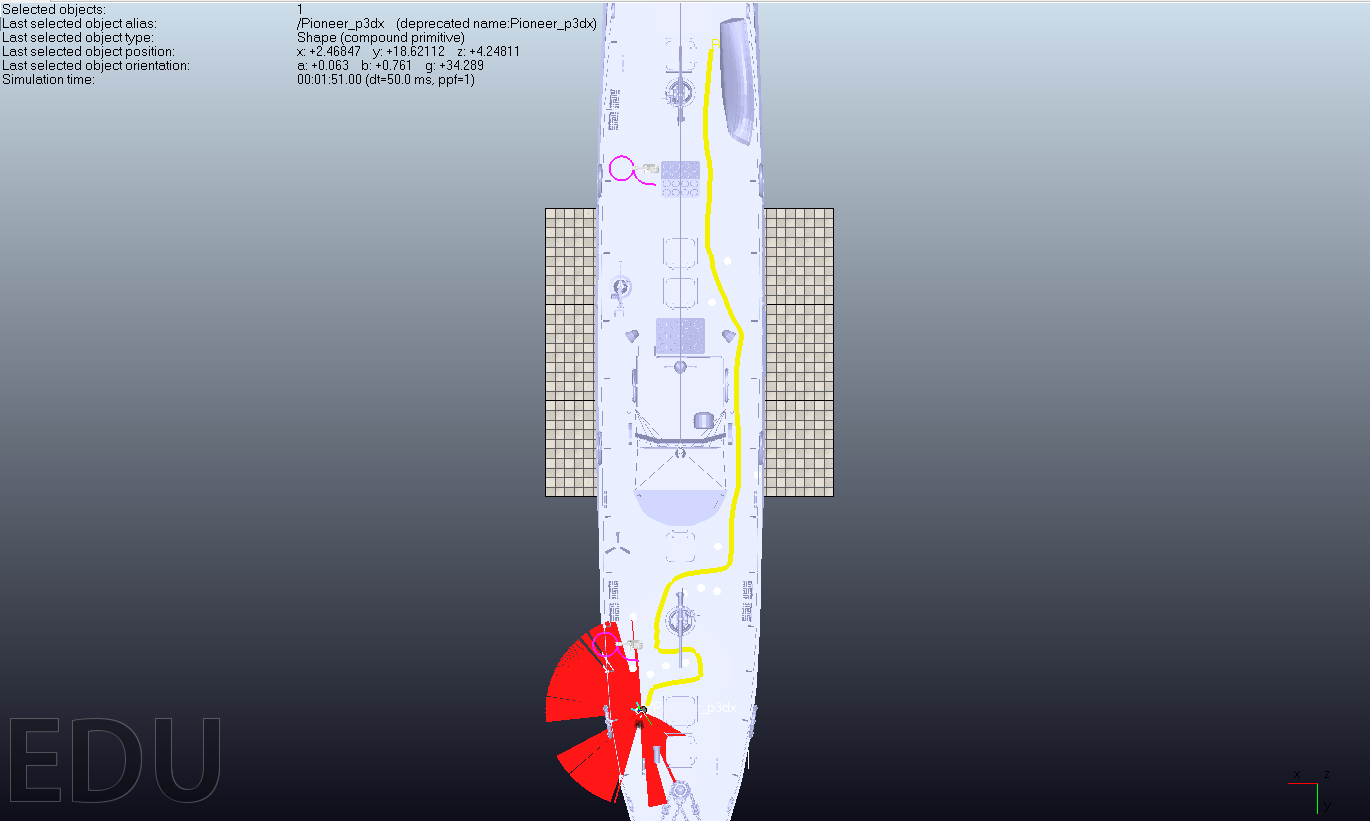 Selected objects: 1
Last selected object alias: /Pioneer_p3dx (deprecated name:Pioneer_p3dx)
Last selected object type: Shape (compound primitive)
Last selected object position: x: +2.46847 y: +18.62112 z: +4.24811
Last selected object orientation: a: +0.063 b: +0.761 g: +34.289
Simulation time: 00:01:51.00 (dt=50.0 ms, ppf=1)
_p3dx
EDU
x z
y